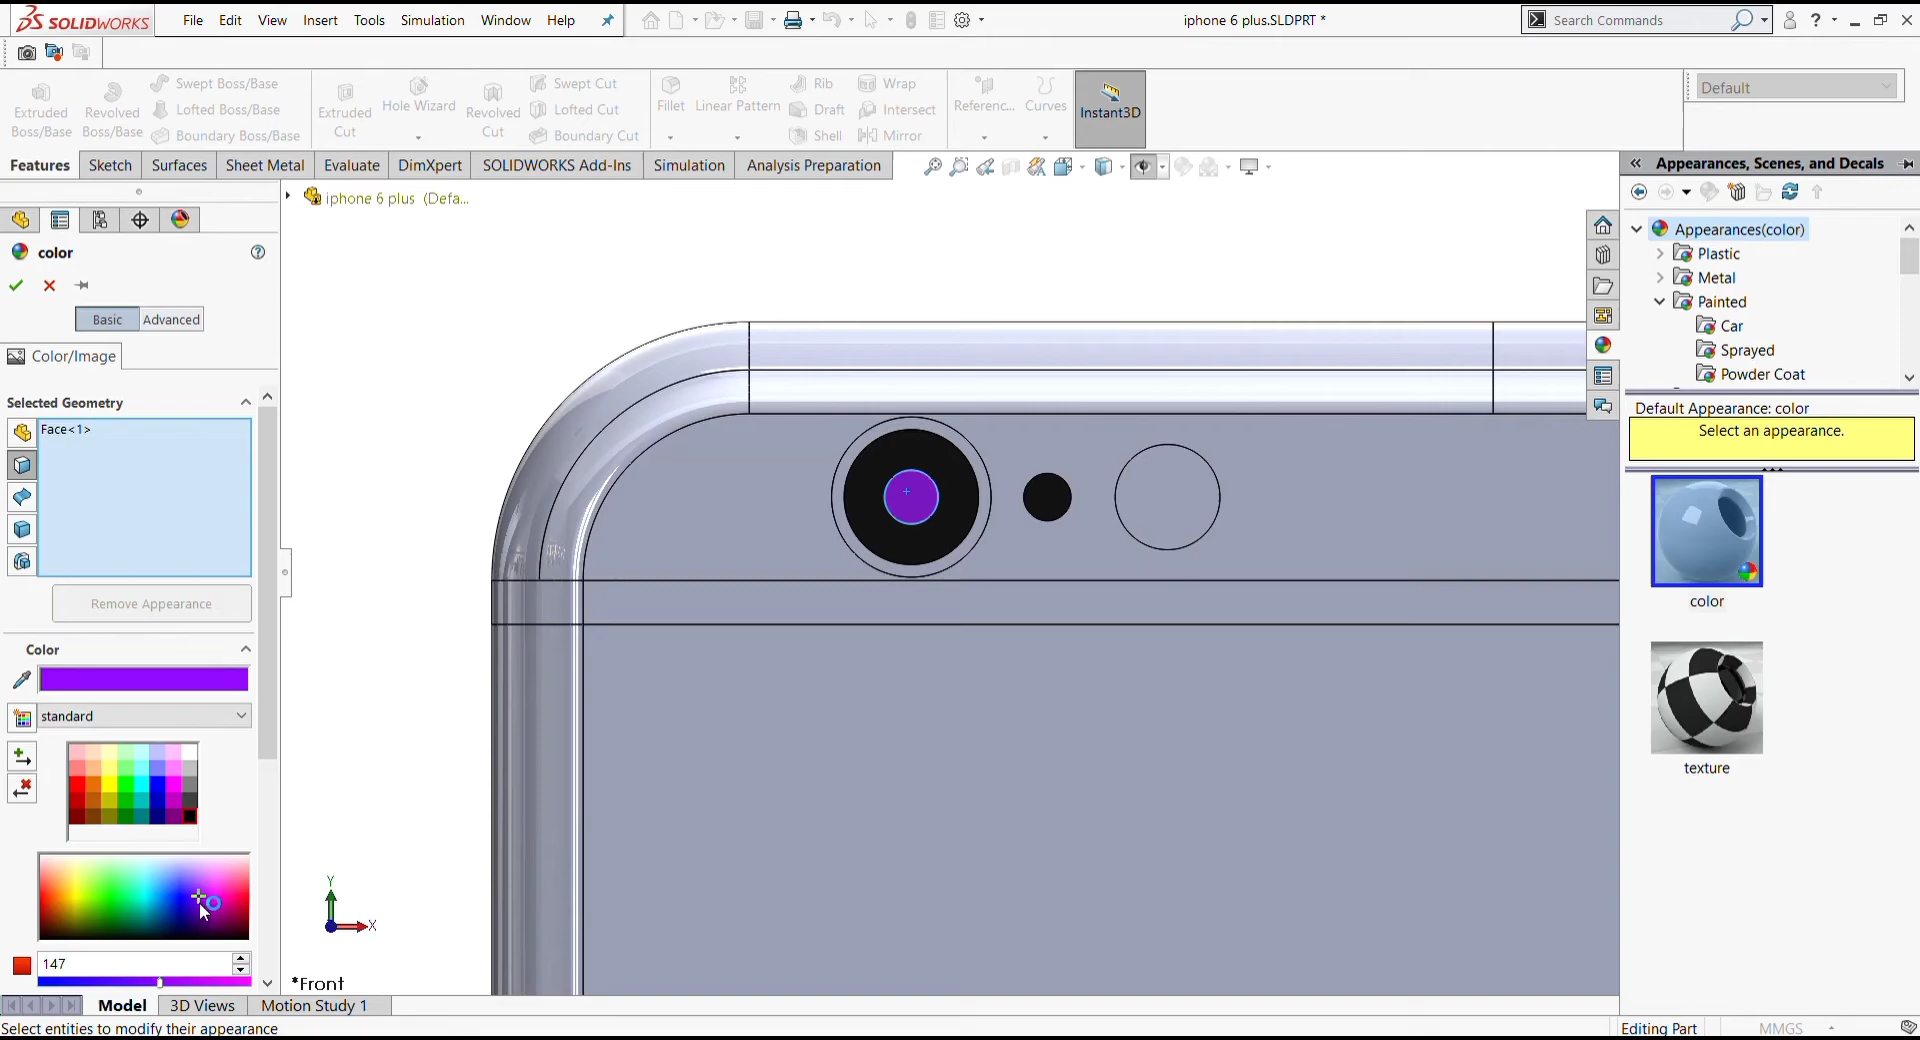 SOLIDWORKS File Edit View Insert Tools Simulation Window Help iphone 6 plus.SLDPRT * Search Commands
Extruded Boss/Base
Revolved Boss/Base
Swept Boss/Base
Lofted Boss/Base
Boundary Boss/Base
Extruded Cut
Hole Wizard
Revolved Cut
Swept Cut
Lofted Cut
Boundary Cut
Fillet
Linear Pattern
Rib
Draft
Shell
Wrap
Intersect
Mirror
Referenc...
Curves
Instant3D
Default
Features Sketch Surfaces Sheet Metal Evaluate DimXpert SOLIDWORKS Add-Ins Simulation Analysis Preparation
Appearances, Scenes, and Decals
iphone 6 plus (Defa...
color
Basic Advanced
Color/Image
Selected Geometry
Face<1>
Remove Appearance
Color
standard
147
Y
X
*Front
Appearances(color)
Plastic
Metal
Painted
Car
Sprayed
Powder Coat
Default Appearance: color
Select an appearance.
color
texture
Model 3D Views Motion Study 1
Select entities to modify their appearance
Editing Part MMGS